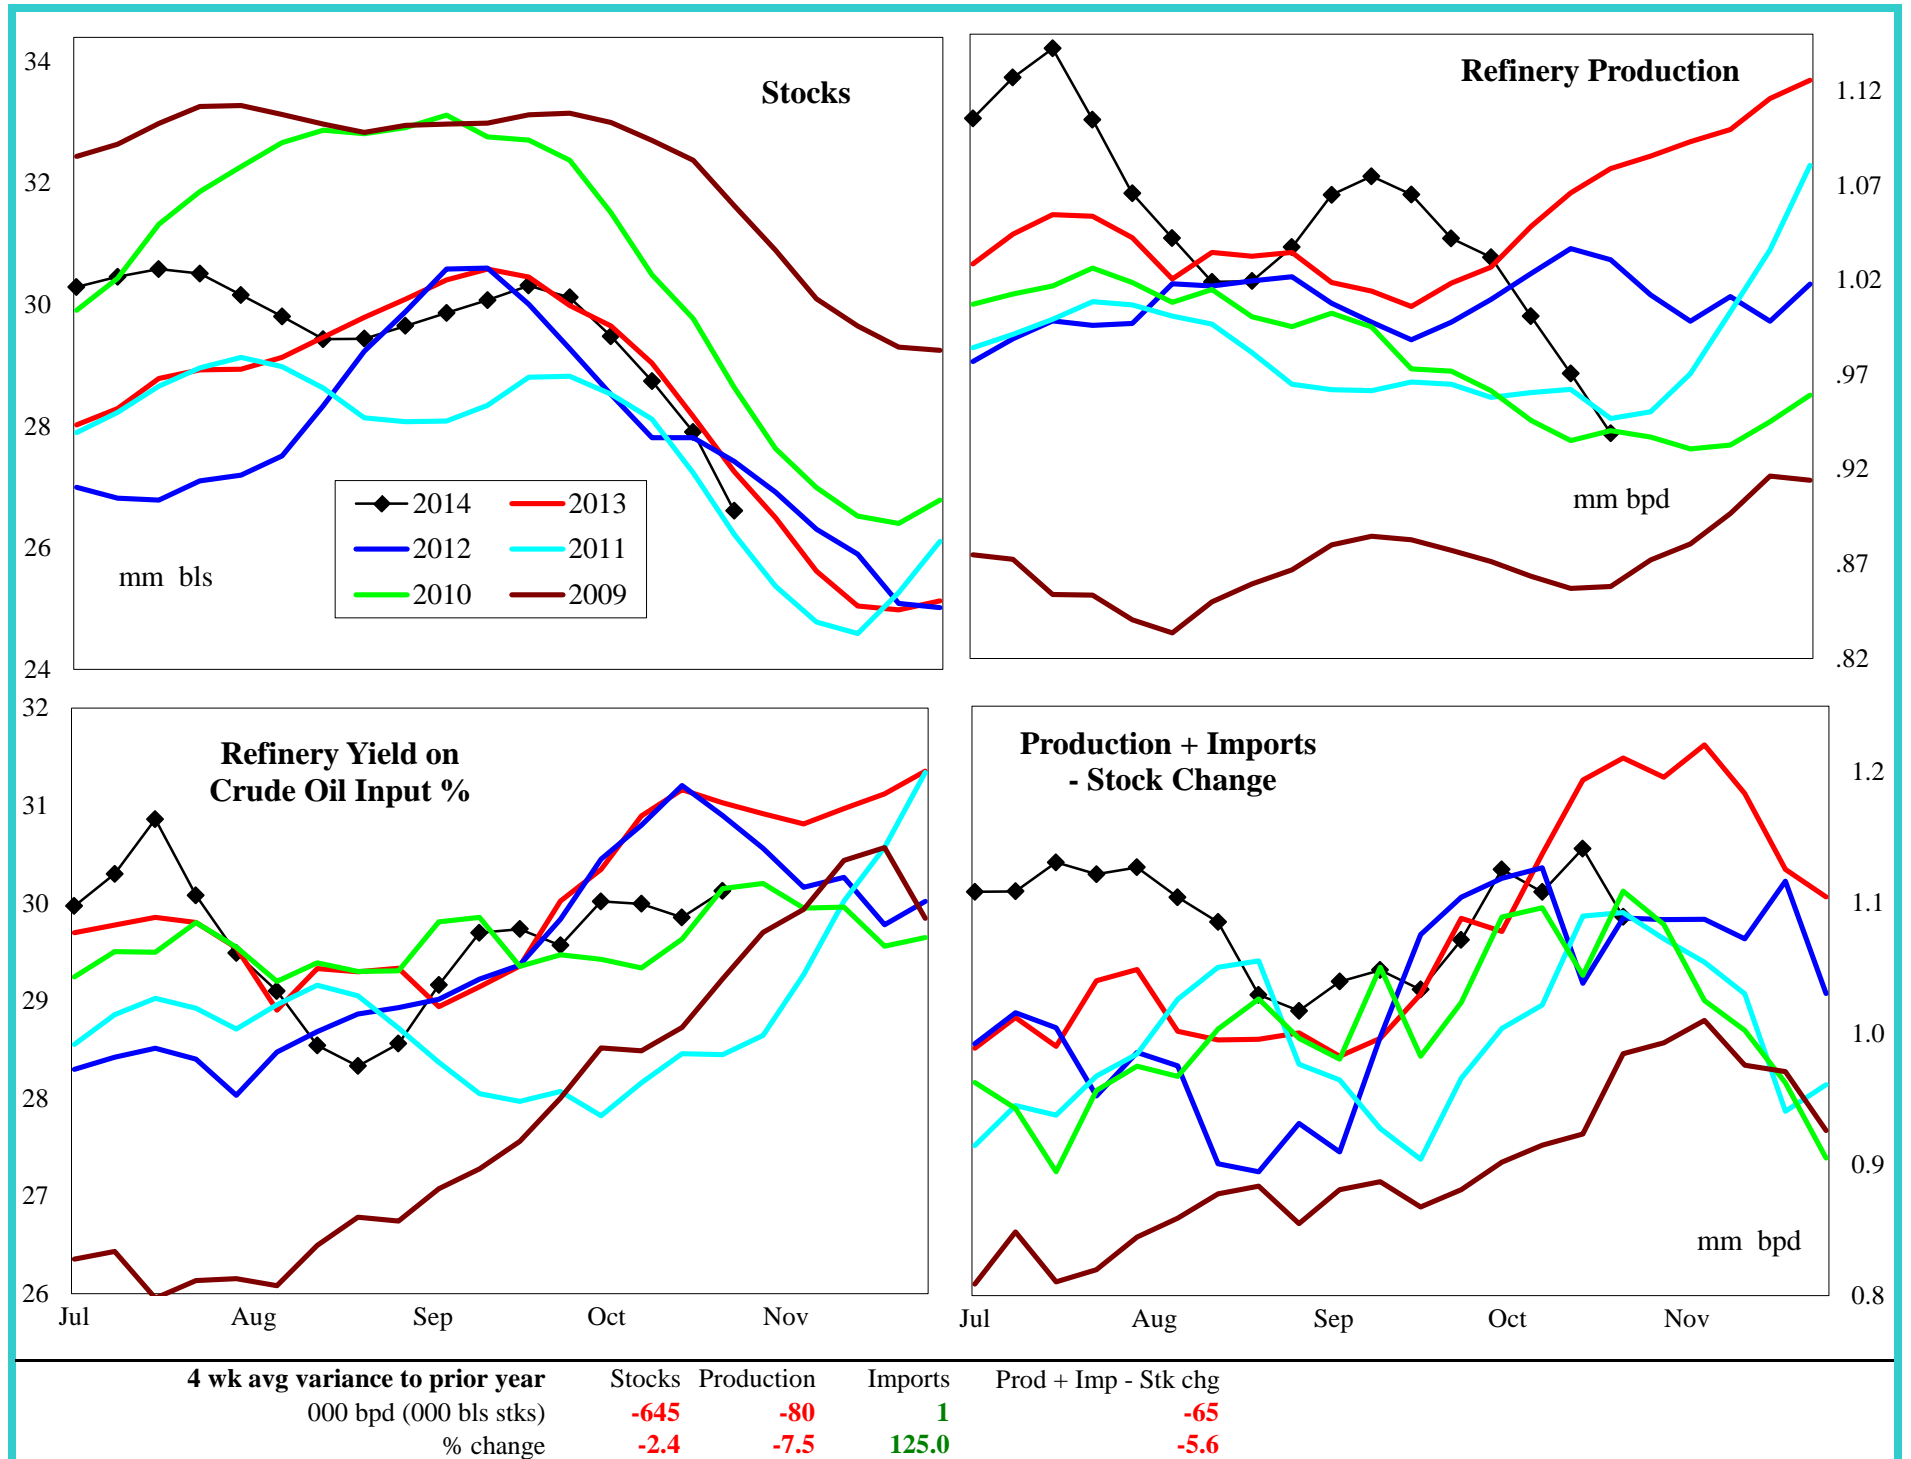 Stocks
34
32
30
28
26
24
mm bls
2014 2013
2012 2011
2010 2009
Refinery Production
1.12
1.07
1.02
.97
.92
.87
.82
mm bpd
Refinery Yield on
Crude Oil Input %
32
31
30
29
28
27
26
Jul Aug Sep Oct Nov
Production + Imports
- Stock Change
1.2
1.1
1.0
0.9
0.8
mm bpd
Jul Aug Sep Oct Nov
4 wk avg variance to prior year Stocks Production Imports Prod + Imp - Stk chg
000 bpd (000 bls stks) -645 -80 1 -65
% change -2.4 -7.5 125.0 -5.6